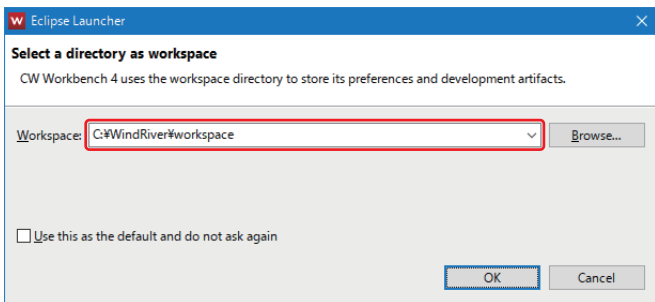 W Eclipse Launcher
Select a directory as workspace
CW Workbench 4 uses the workspace directory to store its preferences and development artifacts.
Workspace: C:¥WindRiver¥workspace Browse...
Use this as the default and do not ask again
OK Cancel